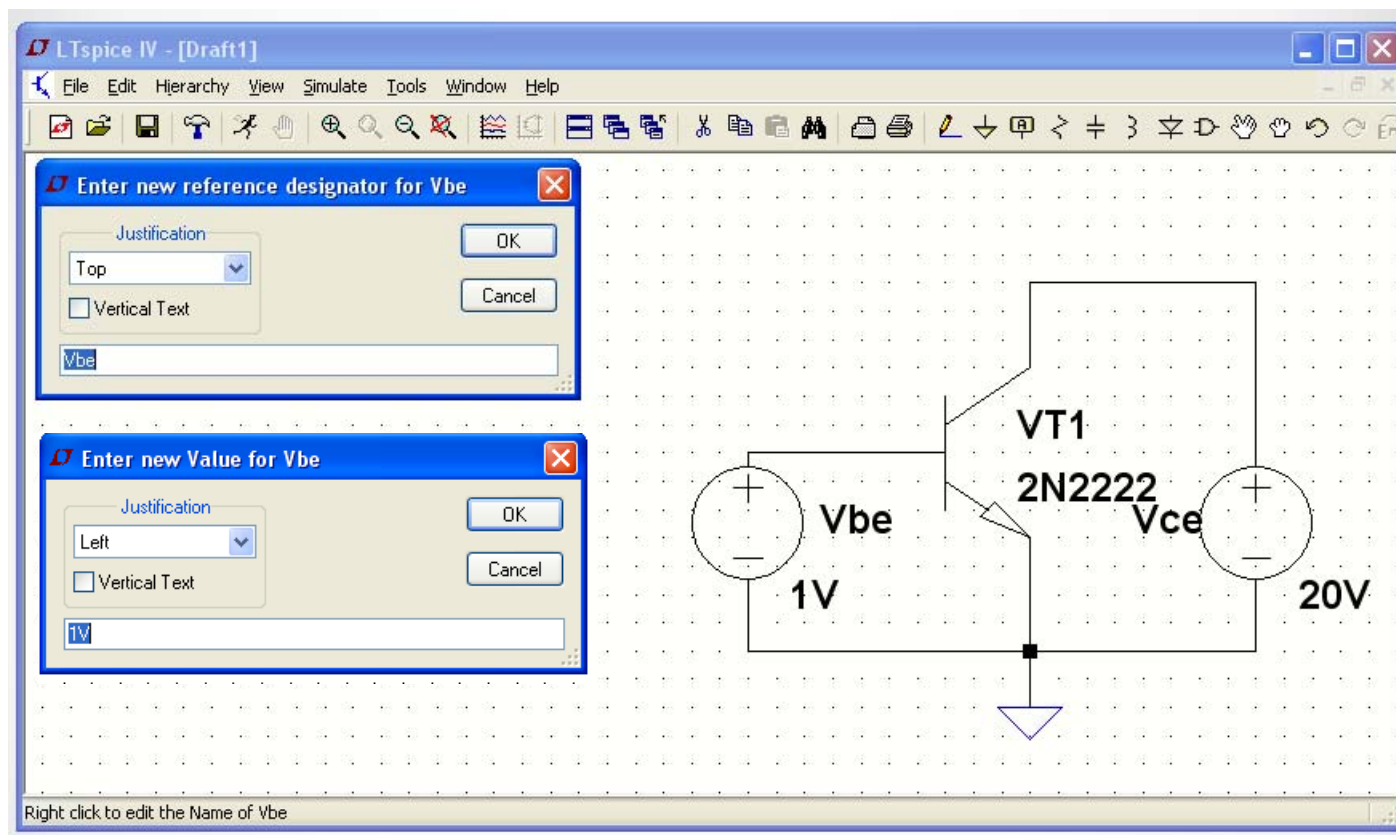 LTspice IV - [Draft1]
File Edit Hierarchy View Simulate Tools Window Help
Enter new reference designator for Vbe
Justification
Top
Vertical Text
OK
Cancel
Vbe
Enter new Value for Vbe
Justification
Left
Vertical Text
OK
Cancel
1V
VT1
2N2222
Vbe
Vce
1V
20V
Right click to edit the Name of Vbe